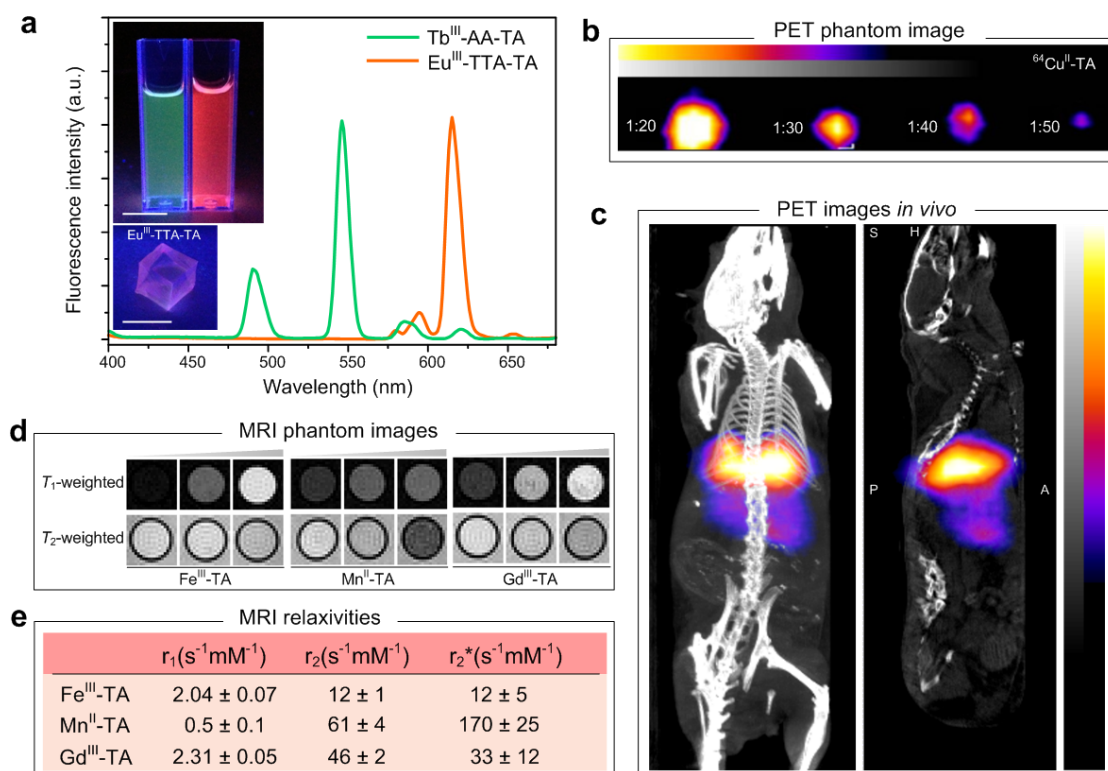 a
Tb^III-AA-TA
Eu^III-TTA-TA
Eu^III-TTA-TA
Fluorescence intensity (a.u.)
400 450 500 550 600 650
Wavelength (nm)
b
PET phantom image
^64Cu^II-TA
1:20 1:30 1:40 1:50
c
PET images in vivo
S H
P A
d
MRI phantom images
T₁-weighted
T₂-weighted
Fe^III-TA Mn^II-TA Gd^III-TA
e
MRI relaxivities
r₁(s⁻¹mM⁻¹) r₂(s⁻¹mM⁻¹) r₂*(s⁻¹mM⁻¹)
Fe^III-TA 2.04 ± 0.07 12 ± 1 12 ± 5
Mn^II-TA 0.5 ± 0.1 61 ± 4 170 ± 25
Gd^III-TA 2.31 ± 0.05 46 ± 2 33 ± 12